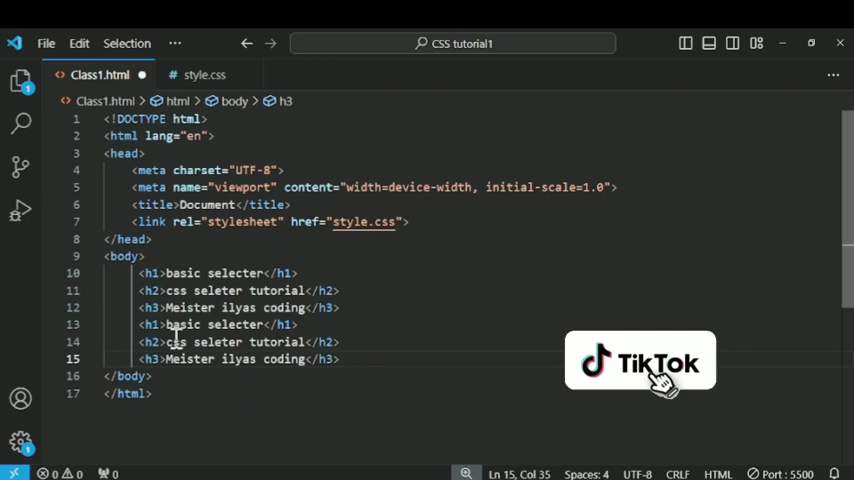 File Edit Selection ··· CSS tutorial1
Class1.html style.css ···
Class1.html > html > body > h3
1 <!DOCTYPE html>
2 <html lang="en">
3 <head>
4 <meta charset="UTF-8">
5 <meta name="viewport" content="width=device-width, initial-scale=1.0">
6 <title>Document</title>
7 <link rel="stylesheet" href="style.css">
8 </head>
9 <body>
10 <h1>basic selecter</h1>
11 <h2>css seleter tutorial</h2>
12 <h3>Meister ilyas coding</h3>
13 <h1>basic selecter</h1>
14 <h2>css seleter tutorial</h2>
15 <h3>Meister ilyas coding</h3>
16 </body>
17 </html>
TikTok
1
1
0 0 0 Ln 15, Col 35 Spaces: 4 UTF-8 CRLF HTML Port : 5500